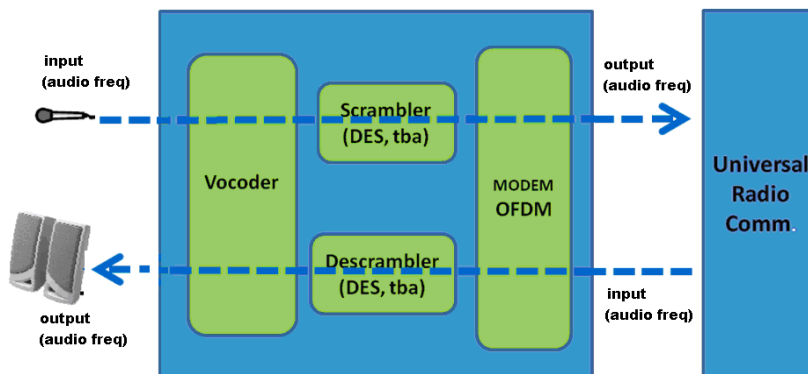 input
(audio freq)
Vocoder
Scrambler
(DES, tba)
MODEM
OFDM
output
(audio freq)
Universal
Radio
Comm.
Descrambler
(DES, tba)
output
(audio freq)
input
(audio freq)